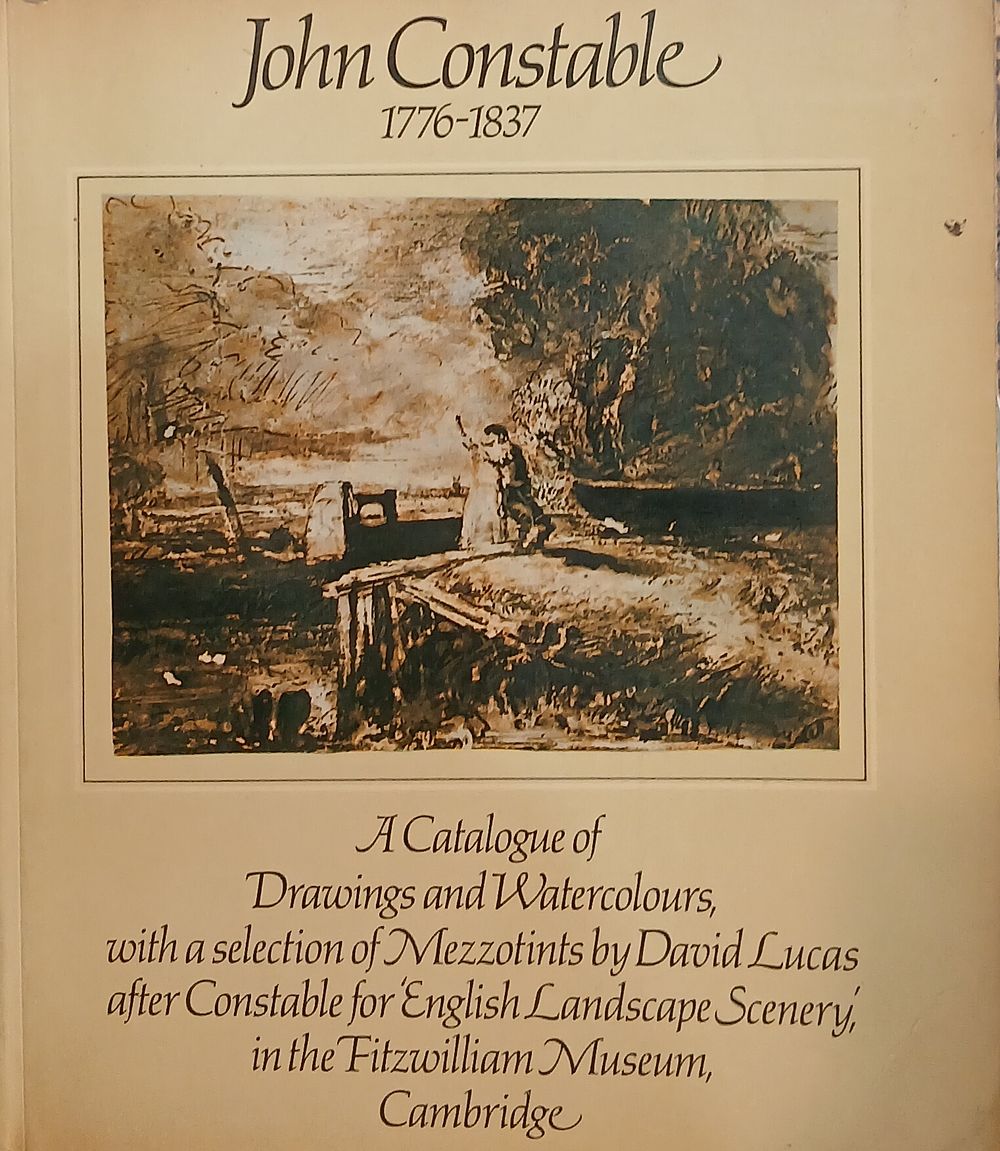 John Constable
1776-1837
A Catalogue of
Drawings and Watercolours,
with a selection of Mezzotints by David Lucas
after Constable for 'English Landscape Scenery',
in the Fitzwilliam Museum,
Cambridge